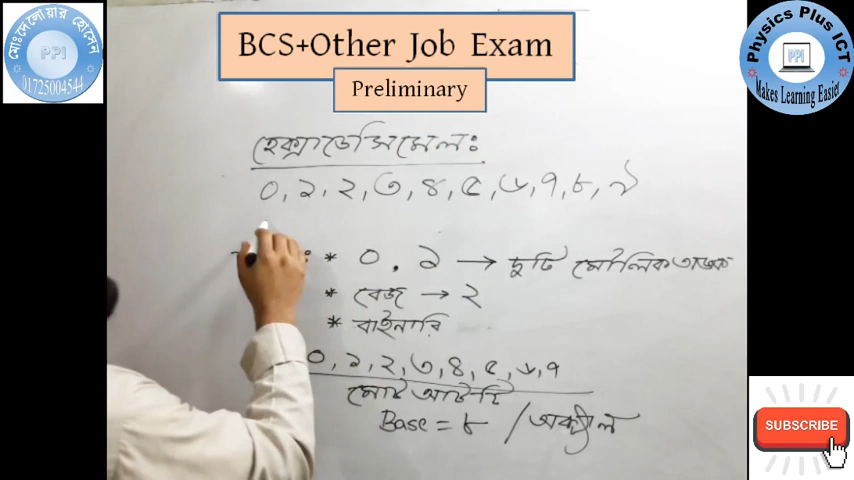 BCS+Other Job Exam
Preliminary
মোঃদেলোয়ার হোসেন
PPI
01725004544
Physics Plus ICT
PPI
Makes Learning Easier
হেক্সাডেসিমেলঃ
০, ১, ২, ৩, ৪, ৫, ৬, ৭, ৮, ৯
* ০, ১ → দুটি মৌলিক অঙ্ক
* বেজ → ২
* বাইনারি
০, ১, ২, ৩, ৪, ৫, ৬, ৭
মোট আটটি
Base = ৮ / অক্ট্যাল
SUBSCRIBE